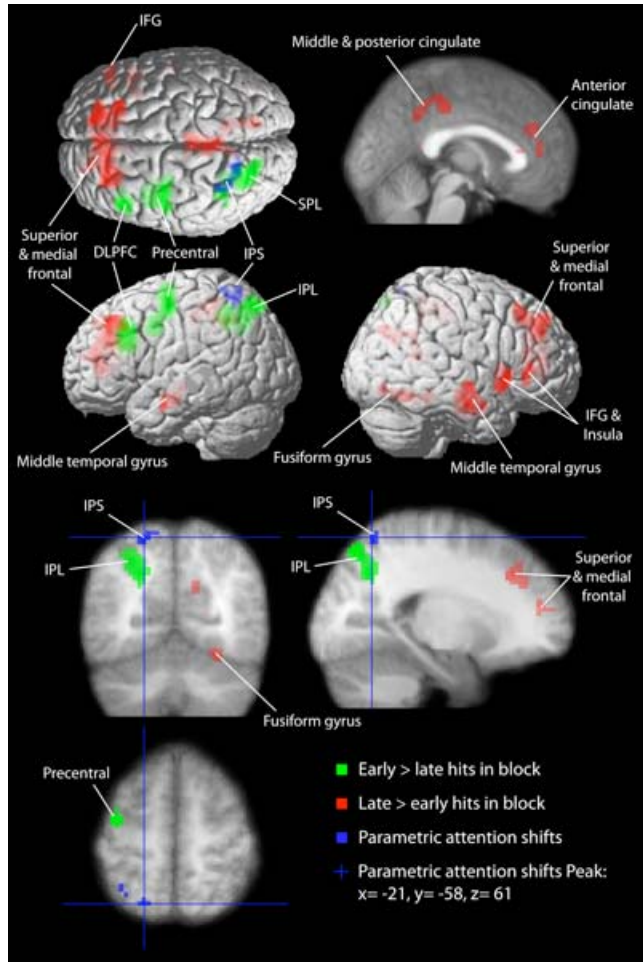 IFG
Middle & posterior cingulate
Anterior
cingulate
SPL
Superior
& medial
frontal
DLPFC
Precentral
IPS
IPL
Superior
& medial
frontal
Middle temporal gyrus
Fusiform gyrus
IFG &
Insula
Middle temporal gyrus
IPS
IPL
Fusiform gyrus
IPS
IPL
Superior
& medial
frontal
Precentral
Early > late hits in block
Late > early hits in block
Parametric attention shifts
Parametric attention shifts Peak:
x= -21, y= -58, z= 61